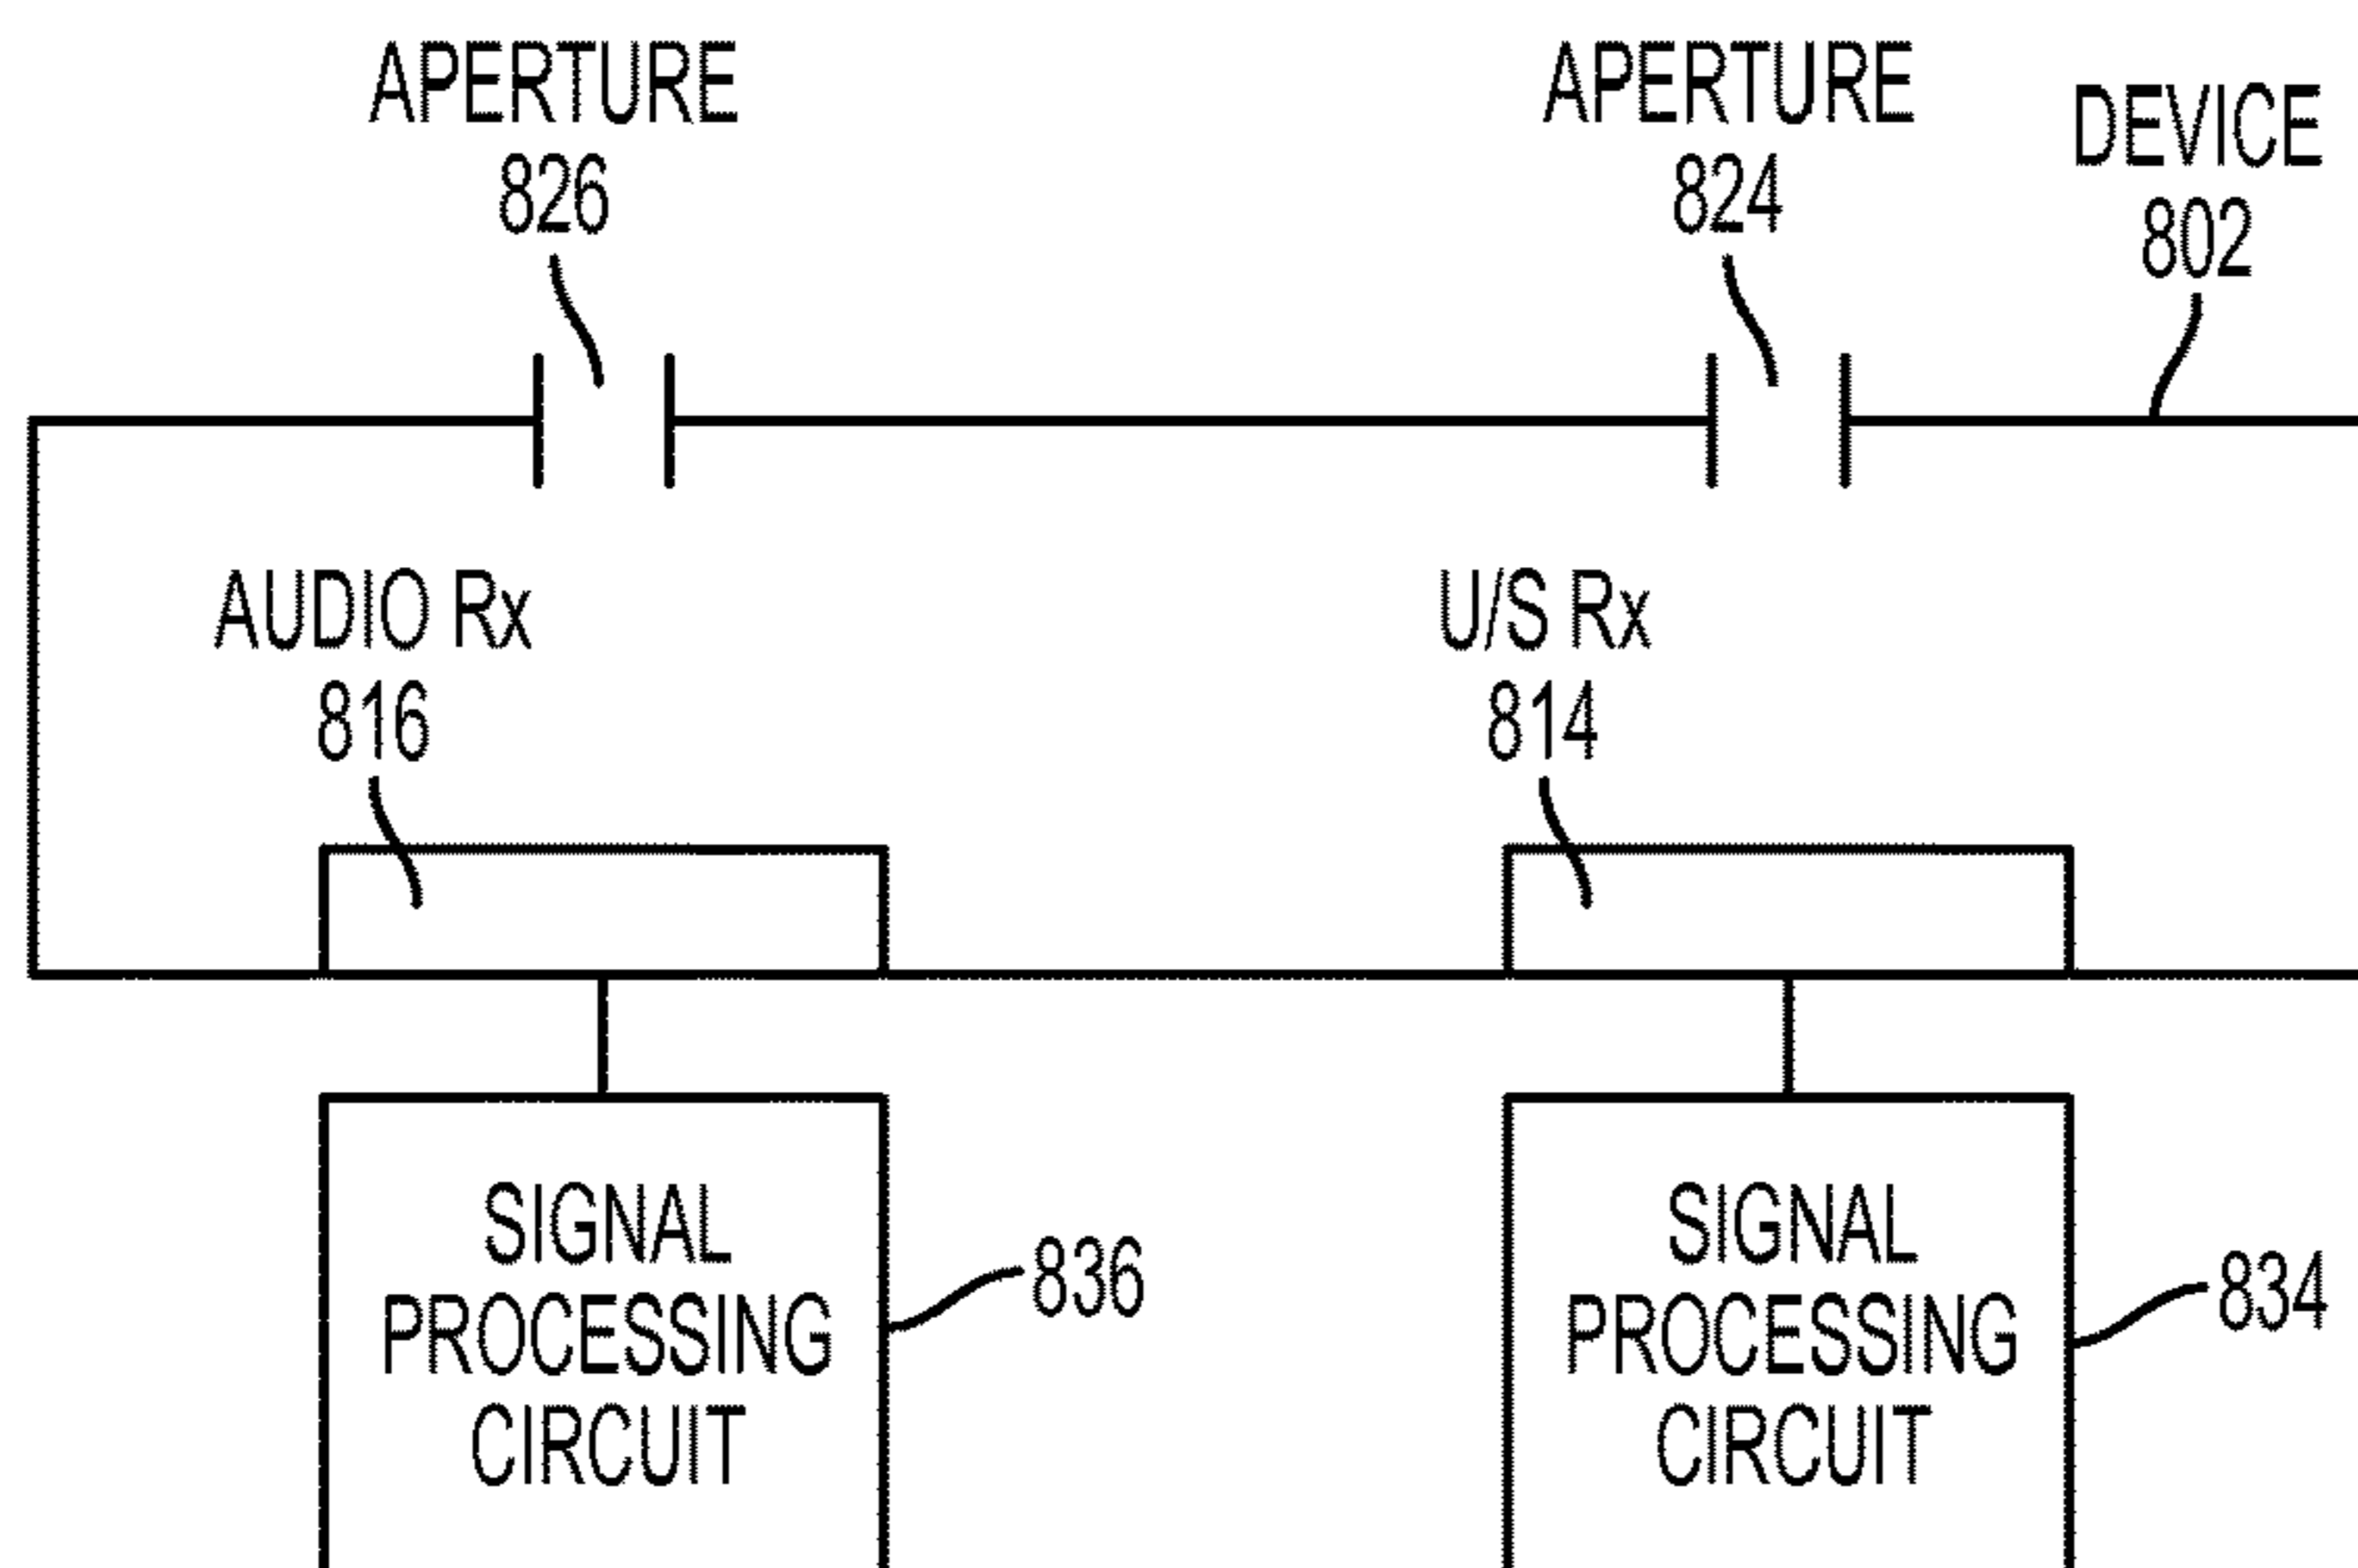 APERTURE
826
APERTURE
824
DEVICE
802
AUDIO Rx
816
U/S Rx
814
SIGNAL
PROCESSING
CIRCUIT
836
SIGNAL
PROCESSING
CIRCUIT
834